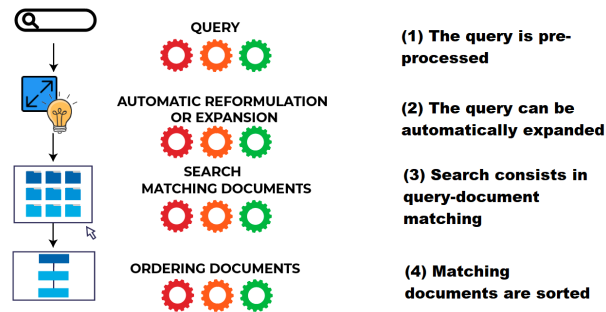 QUERY
(1) The query is pre-
processed
AUTOMATIC REFORMULATION
OR EXPANSION
(2) The query can be
automatically expanded
SEARCH
MATCHING DOCUMENTS
(3) Search consists in
query-document
matching
ORDERING DOCUMENTS
(4) Matching
documents are sorted